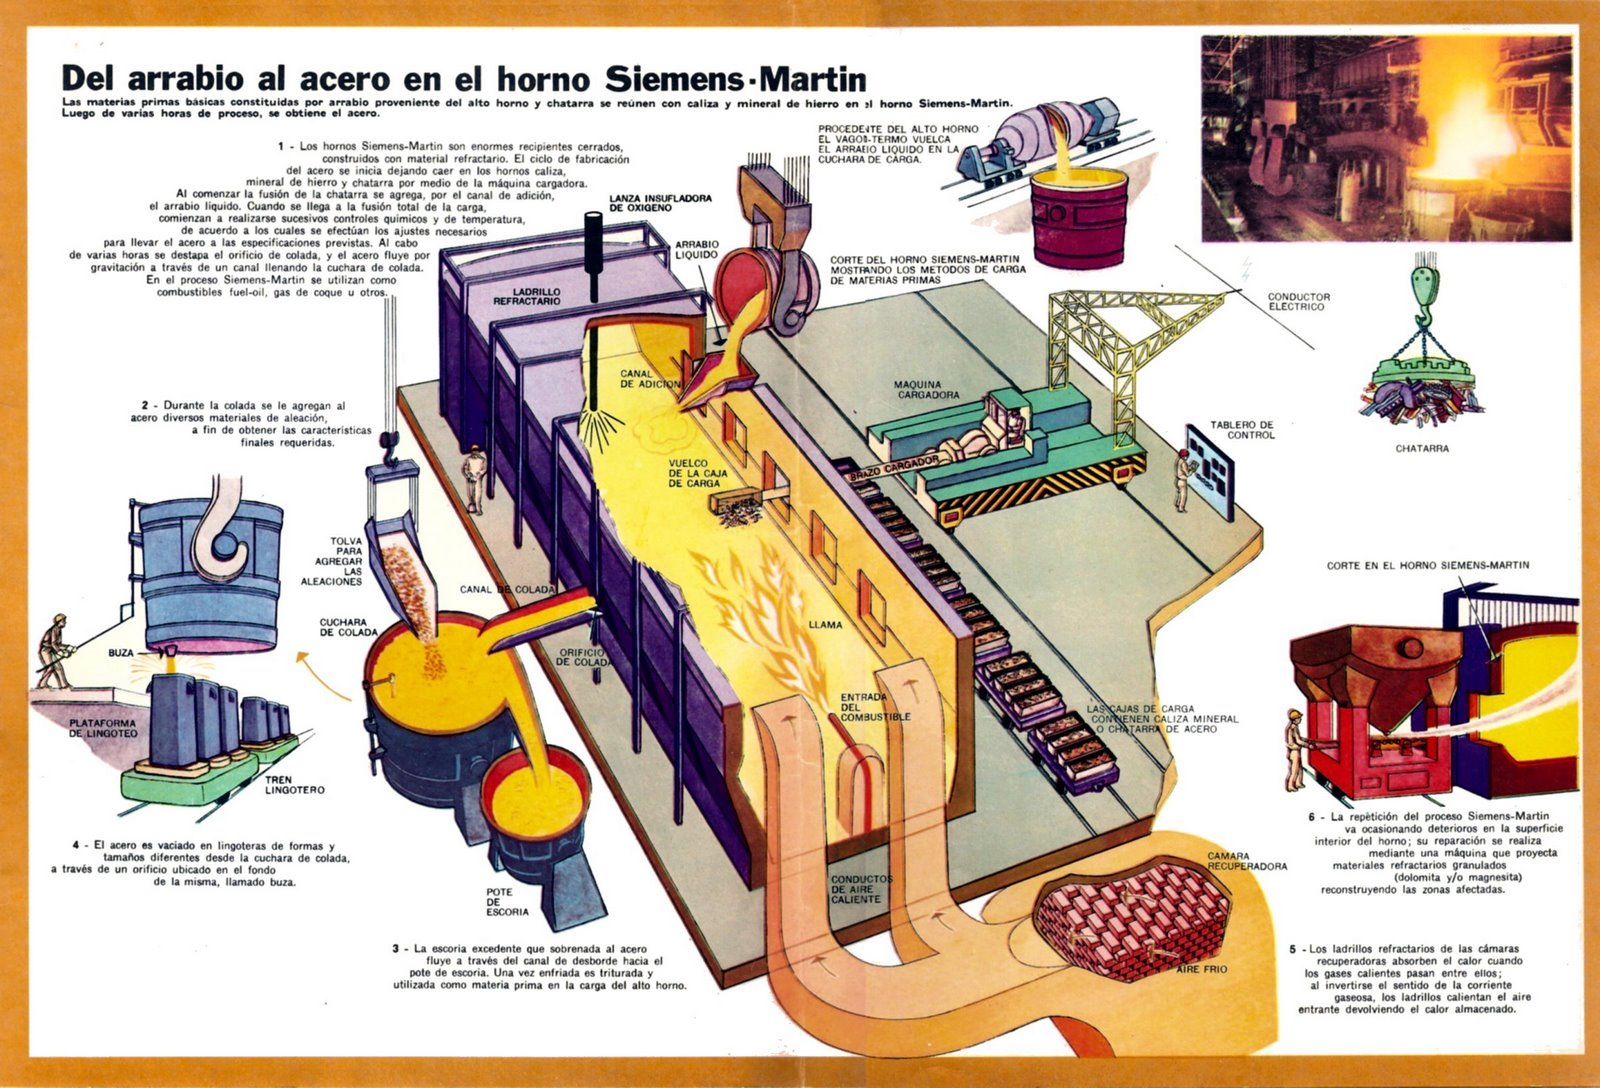 Del arrabio al acero en el horno Siemens-Martin
Las materias primas básicas constituidas por arrabio proveniente del alto horno y chatarra se reúnen con caliza y mineral de hierro en el horno Siemens-Martin.
Luego de varias horas de proceso, se obtiene el acero.
1 - Los hornos Siemens-Martin son enormes recipientes cerrados,
construidos con material refractario. El ciclo de fabricación
del acero se inicia dejando caer en los hornos caliza,
mineral de hierro y chatarra por medio de la máquina cargadora.
Al comenzar la fusión de la chatarra se agrega, por el canal de adición,
el arrabio líquido. Cuando se llega a la fusión total de la carga,
comienzan a realizarse sucesivos controles químicos y de temperatura,
de acuerdo a los cuales se efectúan los ajustes necesarios
para llevar el acero a las especificaciones previstas. Al cabo
de varias horas se destapa el orificio de colada, y el acero fluye por
gravitación a través de un canal llenando la cuchara de colada.
En el proceso Siemens-Martin se utilizan como
combustibles fuel-oil, gas de coque u otros.
PROCEDENTE DEL ALTO HORNO
EL VAGON-TERMO VUELCA
EL ARRABIO LIQUIDO EN LA
CUCHARA DE CARGA.
LANZA INSUFLADORA
DE OXIGENO
ARRABIO
LIQUIDO
CORTE DEL HORNO SIEMENS-MARTIN
MOSTRANDO LOS METODOS DE CARGA
DE MATERIAS PRIMAS
LADRILLO
REFRACTARIO
CONDUCTOR
ELECTRICO
CANAL
DE ADICION
MAQUINA
CARGADORA
TABLERO DE
CONTROL
CHATARRA
2 - Durante la colada se le agregan al
acero diversos materiales de aleación,
a fin de obtener las características
finales requeridas.
VUELCO
DE LA CAJA
DE CARGA
BRAZO CARGADOR
TOLVA
PARA
AGREGAR
LAS
ALEACIONES
CANAL DE COLADA
CUCHARA
DE COLADA
ORIFICIO
DE COLADA
LLAMA
CORTE EN EL HORNO SIEMENS-MARTIN
BUZA
PLATAFORMA
DE LINGOTEO
TREN
LINGOTERO
ENTRADA
DEL
COMBUSTIBLE
LAS CAJAS DE CARGA
CONTIENEN CALIZA MINERAL
O CHATARRA DE ACERO
4 - El acero es vaciado en lingoteras de formas y
tamaños diferentes desde la cuchara de colada,
a través de un orificio ubicado en el fondo
de la misma, llamado buza.
POTE
DE
ESCORIA
CONDUCTOS
DE AIRE
CALIENTE
CAMARA
RECUPERADORA
AIRE FRIO
6 - La repetición del proceso Siemens-Martin
va ocasionando deterioros en la superficie
interior del horno; su reparación se realiza
mediante una máquina que proyecta
materiales refractarios granulados
(dolomita y/o magnesita)
reconstruyendo las zonas afectadas.
3 - La escoria excedente que sobrenada al acero
fluye a través del canal de desborde hacia el
pote de escoria. Una vez enfriada es triturada y
utilizada como materia prima en la carga del alto horno.
5 - Los ladrillos refractarios de las cámaras
recuperadoras absorben el calor cuando
los gases calientes pasan entre ellos;
al invertirse el sentido de la corriente
gaseosa, los ladrillos calientan el aire
entrante devolviendo el calor almacenado.